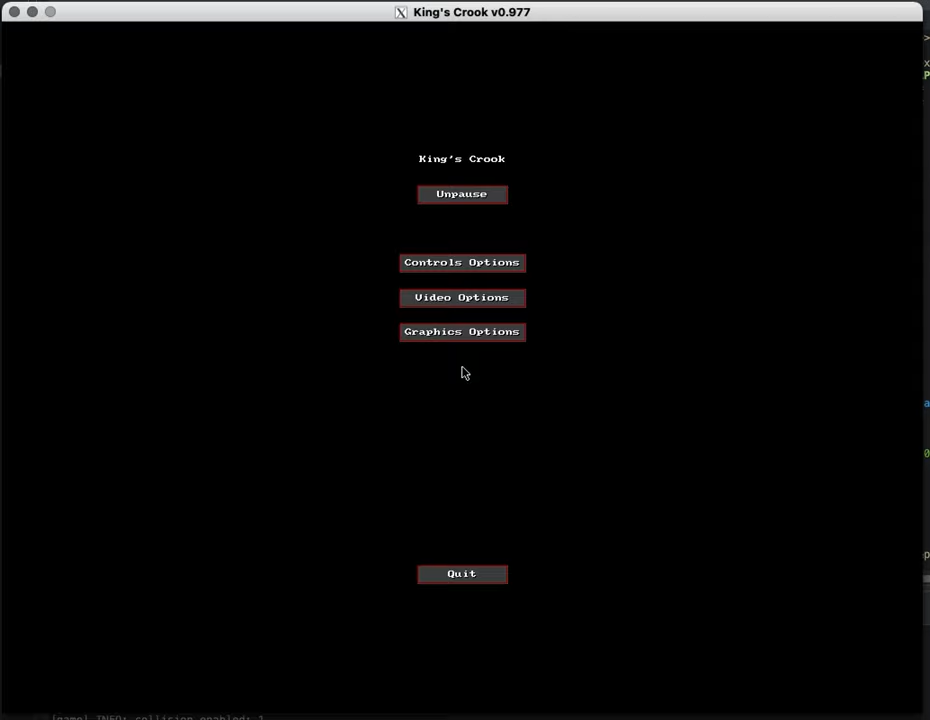 King's Crook v0.977
King's Crook
Unpause
Controls Options
Video Options
Graphics Options
Quit